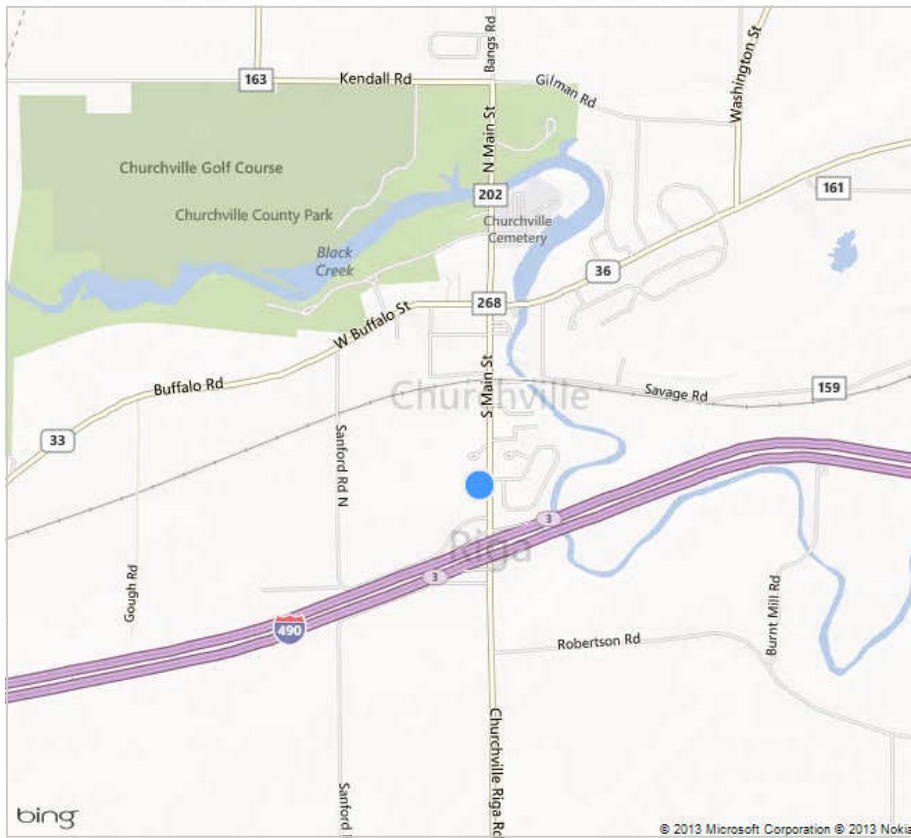 Bangs Rd
Washington St
163
Kendall Rd
Gilman Rd
N Main St
Churchville Golf Course
161
202
Churchville County Park
Churchville
Cemetery
Black
Creek
36
268
W Buffalo St
Buffalo Rd
S Main St
Savage Rd
159
Churchville
33
Sanford Rd N
3
Riga
3
Gough Rd
490
Burnt Mill Rd
Robertson Rd
Churchville Riga Rd
Sanford
bing
© 2013 Microsoft Corporation © 2013 Nokia